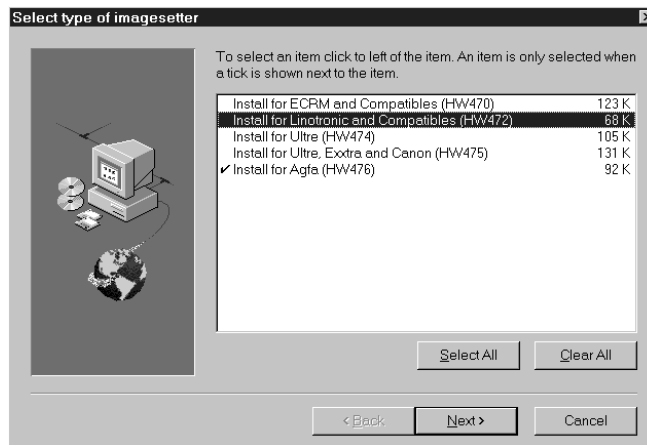 Select type of imagesetter
To select an item click to left of the item. An item is only selected when
a tick is shown next to the item.
Install for ECRM and Compatibles (HW470) 123 K
Install for Linotronic and Compatibles (HW472) 68 K
Install for Ultre (HW474) 105 K
Install for Ultre, Exxtra and Canon (HW475) 131 K
✔ Install for Agfa (HW476) 92 K
Select All Clear All
< Back Next > Cancel